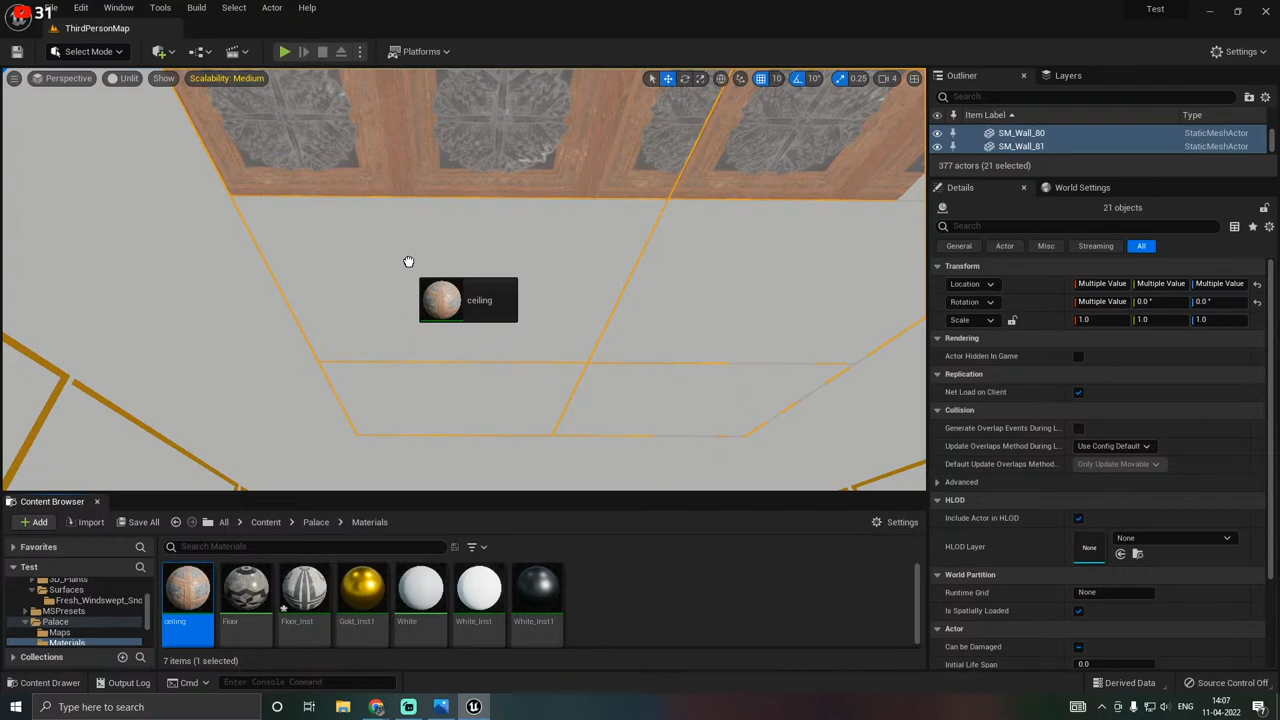 31
File Edit Window Tools Build Select Actor Help
Test
ThirdPersonMap
Select Mode
Platforms
Settings
Perspective Unlit Show Scalability: Medium
10 10° 0.25 4
Outliner Layers
Search...
Item Label Type
SM_Wall_80 StaticMeshActor
SM_Wall_81 StaticMeshActor
377 actors (21 selected)
Details World Settings
21 objects
Search
General Actor Misc Streaming All
Transform
Location Multiple Value Multiple Value Multiple Value
Rotation Multiple Value 0.0 ° 0.0 °
Scale 1.0 1.0 1.0
Rendering
Actor Hidden In Game
Replication
Net Load on Client
Collision
Generate Overlap Events During L...
Update Overlaps Method During L... Use Config Default
Default Update Overlaps Method... Only Update Movable
Advanced
HLOD
Include Actor in HLOD
HLOD Layer None None
World Partition
Runtime Grid None
Is Spatially Loaded
Actor
Can be Damaged
Initial Life Span 0.0
ceiling
Content Browser
Add Import Save All All Content Palace Materials Settings
Favorites
Search Materials
Test
3D_Plants
Surfaces
Fresh_Windswept_Sno
MSPresets
Palace
Maps
Materials
Collections
ceiling Floor Floor_Inst Gold_Inst1 White White_Inst White_Inst1
7 items (1 selected)
Content Drawer Output Log Cmd Enter Console Command Derived Data Source Control Off
Type here to search
14:07
11-04-2022